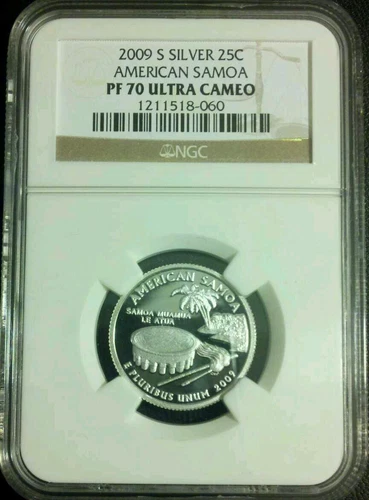 2009 S SILVER 25C
AMERICAN SAMOA
PF 70 ULTRA CAMEO
1211518-060
NGC
AMERICAN SAMOA
SAMOA MUAMUA
LE ATUA
E PLURIBUS UNUM 2009